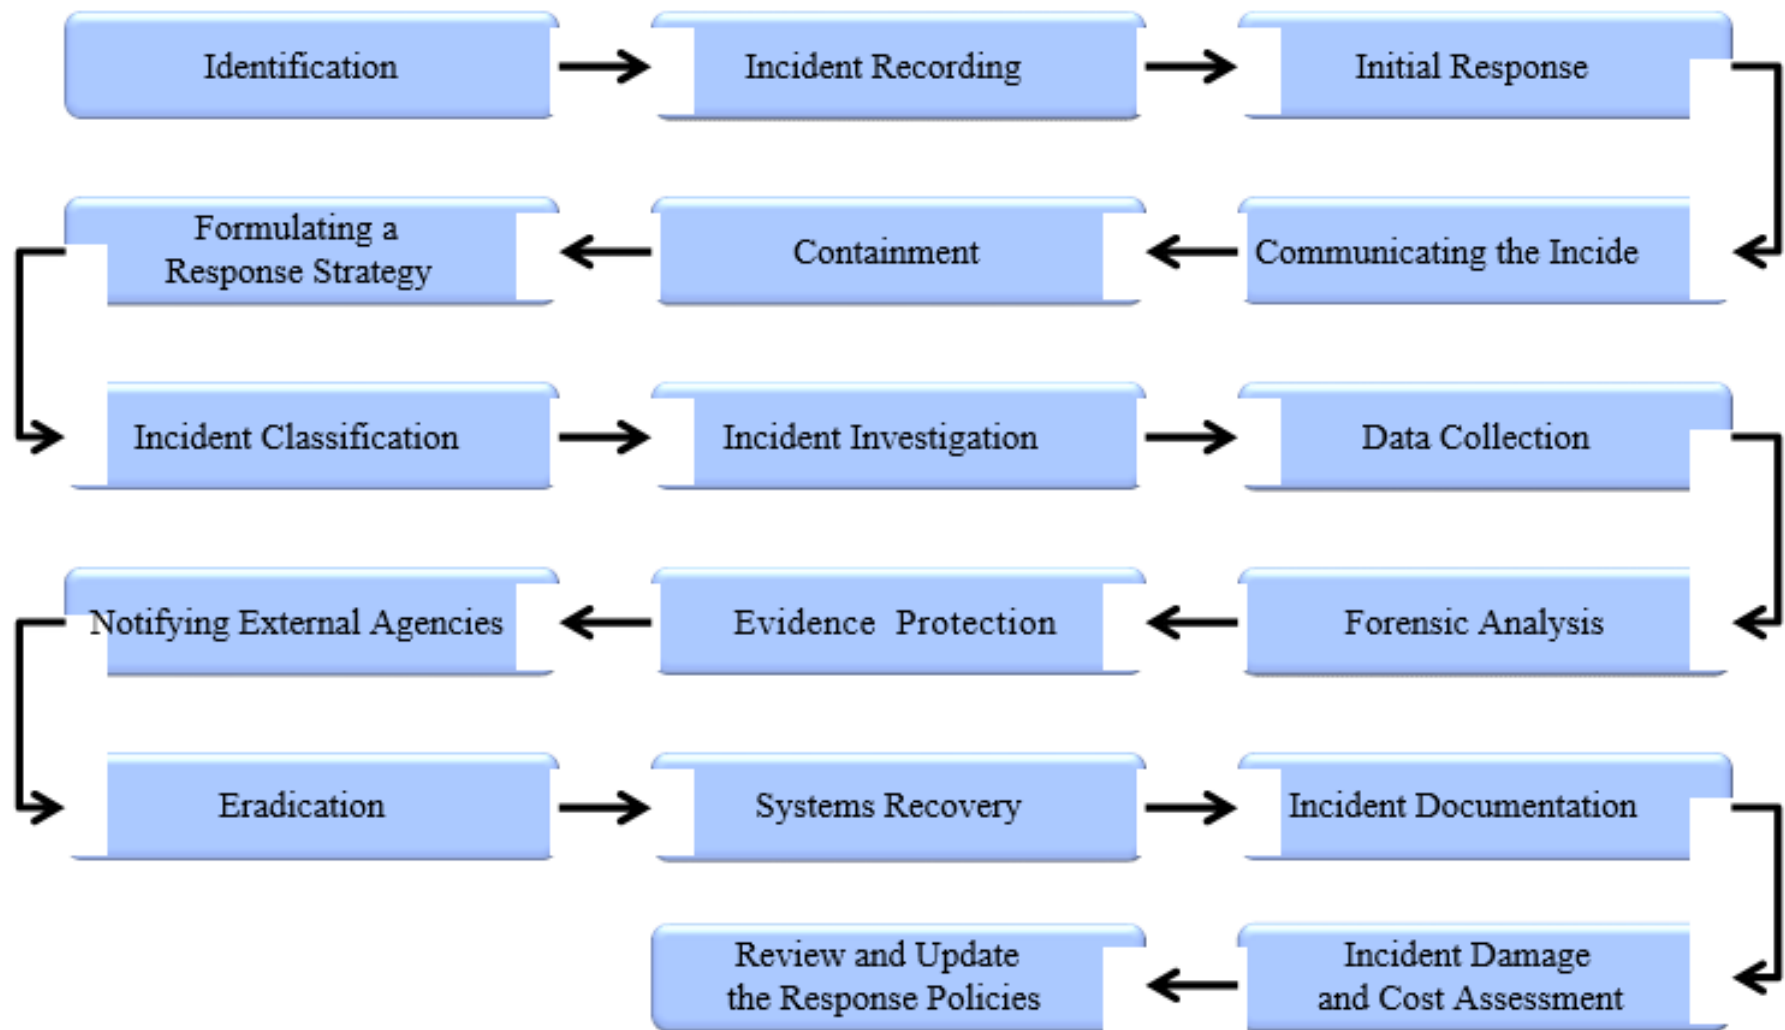 Identification
Incident Recording
Initial Response
Communicating the Incide
Containment
Formulating a
Response Strategy
Incident Classification
Incident Investigation
Data Collection
Forensic Analysis
Evidence Protection
Notifying External Agencies
Eradication
Systems Recovery
Incident Documentation
Incident Damage
and Cost Assessment
Review and Update
the Response Policies